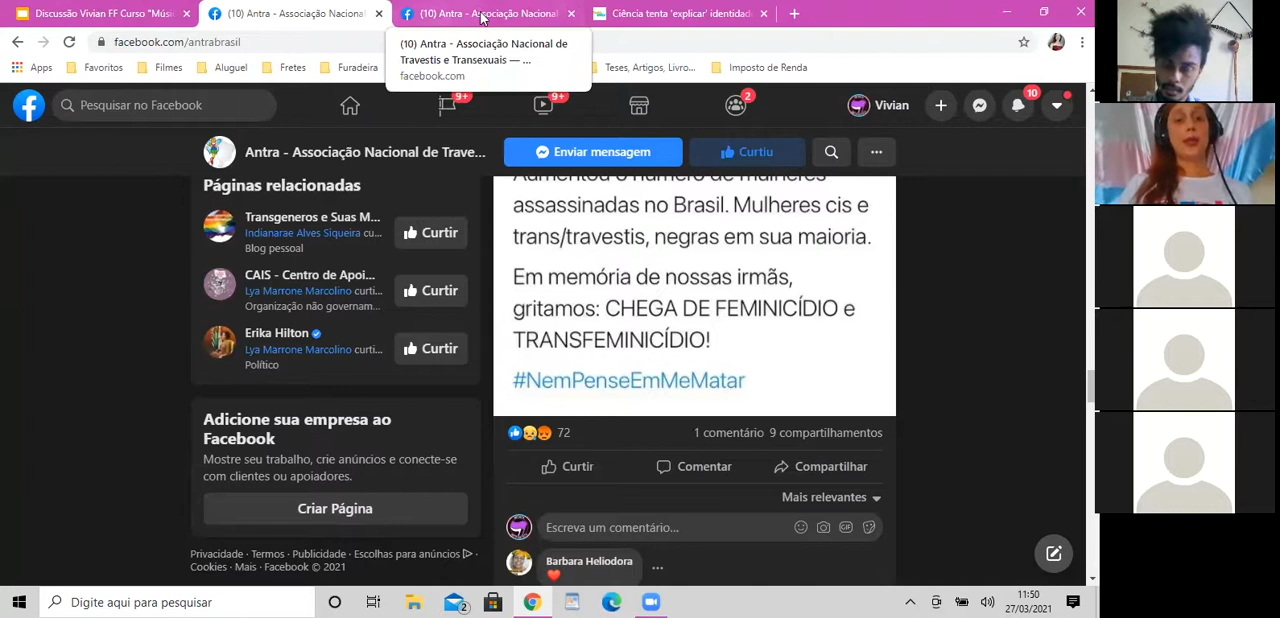 Discussão Vivian FF Curso "Músi
(10) Antra - Associação Nacional
(10) Antra - Associação Nacional
Ciência tenta 'explicar' identidad
facebook.com/antrabrasil
(10) Antra - Associação Nacional de
Travestis e Transexuais — ...
facebook.com
Apps
Favoritos
Filmes
Aluguel
Fretes
Furadeira
Teses, Artigos, Livro...
Imposto de Renda
Pesquisar no Facebook
9+
9+
2
Vivian
10
Antra - Associação Nacional de Trave...
Enviar mensagem
Curtiu
Páginas relacionadas
Transgeneros e Suas M...
Indianarae Alves Siqueira cu...
Blog pessoal
Curtir
CAIS - Centro de Apoi...
Lya Marrone Marcolino curti...
Organização não governam...
Curtir
Erika Hilton
Lya Marrone Marcolino curti...
Político
Curtir
Adicione sua empresa ao
Facebook
Mostre seu trabalho, crie anúncios e conecte-se
com clientes ou apoiadores.
Criar Página
Privacidade · Termos · Publicidade · Escolhas para anúncios ·
Cookies · Mais · Facebook © 2021
Aumentou o número de mulheres
assassinadas no Brasil. Mulheres cis e
trans/travestis, negras em sua maioria.
Em memória de nossas irmãs,
gritamos: CHEGA DE FEMINICÍDIO e
TRANSFEMINICÍDIO!
#NemPenseEmMeMatar
72
1 comentário 9 compartilhamentos
Curtir
Comentar
Compartilhar
Mais relevantes
Escreva um comentário...
GIF
Barbara Heliodora
Digite aqui para pesquisar
2
11:50
27/03/2021